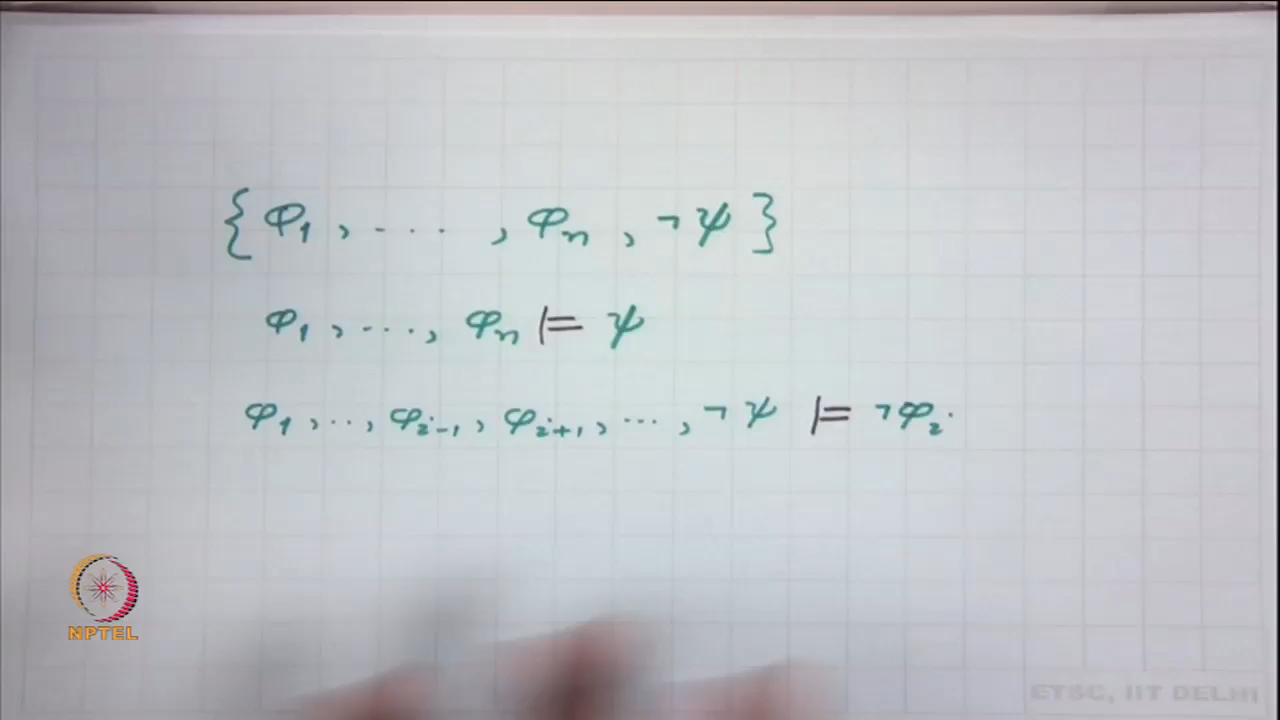 { φ₁ , ... , φₙ , ¬ψ }
φ₁ , ... , φₙ ⊨ ψ
φ₁ , .. , φᵢ₋₁ , φᵢ₊₁ , ... , ¬ψ ⊨ ¬φᵢ .
NPTEL
ETSC, IIT DELHI